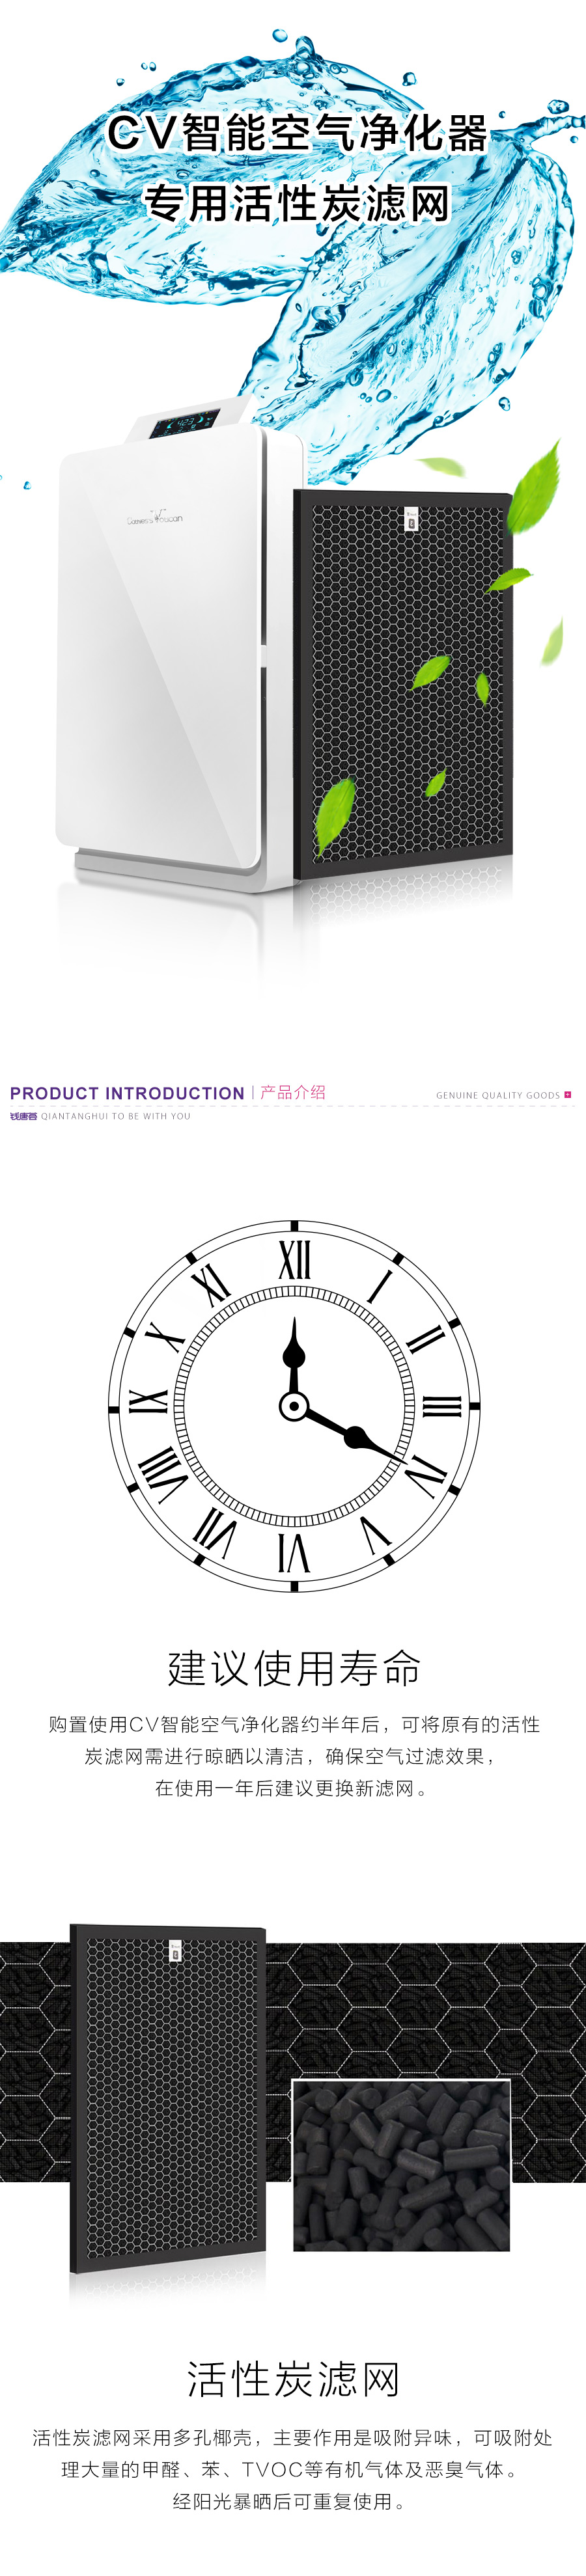 CV智能空气净化器
专用活性炭滤网
PRODUCT INTRODUCTION | 产品介绍
GENUINE QUALITY GOODS
钱唐荟 QIANTANGHUI TO BE WITH YOU
XII
I
II
III
IV
V
VI
VII
VIII
IX
X
XI
建议使用寿命
购置使用CV智能空气净化器约半年后，可将原有的活性
炭滤网需进行晾晒以清洁，确保空气过滤效果，
在使用一年后建议更换新滤网。
活性炭滤网
活性炭滤网采用多孔椰壳，主要作用是吸附异味，可吸附处
理大量的甲醛、苯、TVOC等有机气体及恶臭气体。
经阳光暴晒后可重复使用。